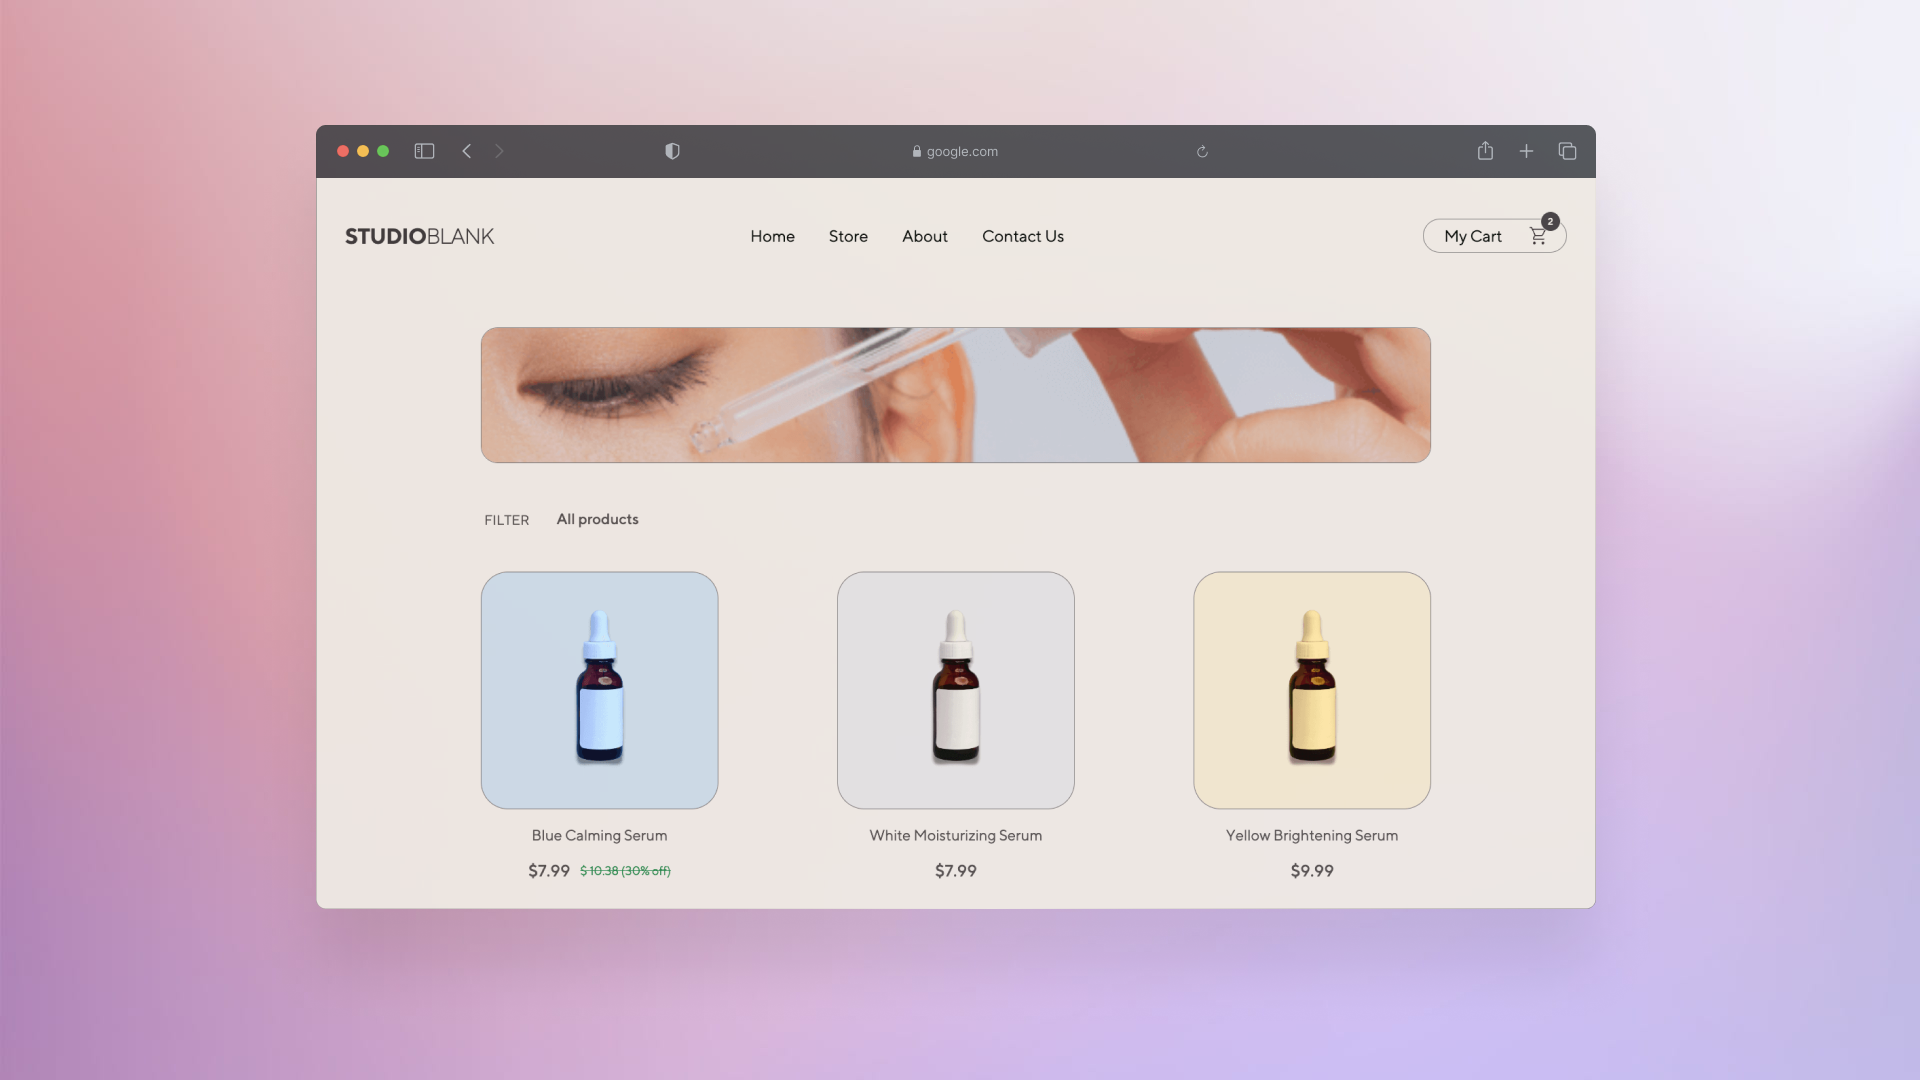 google.com
STUDIOBLANK
Home
Store
About
Contact Us
My Cart
2
FILTER
All products
Blue Calming Serum
White Moisturizing Serum
Yellow Brightening Serum
$7.99 $10.38 (30% off)
$7.99
$9.99